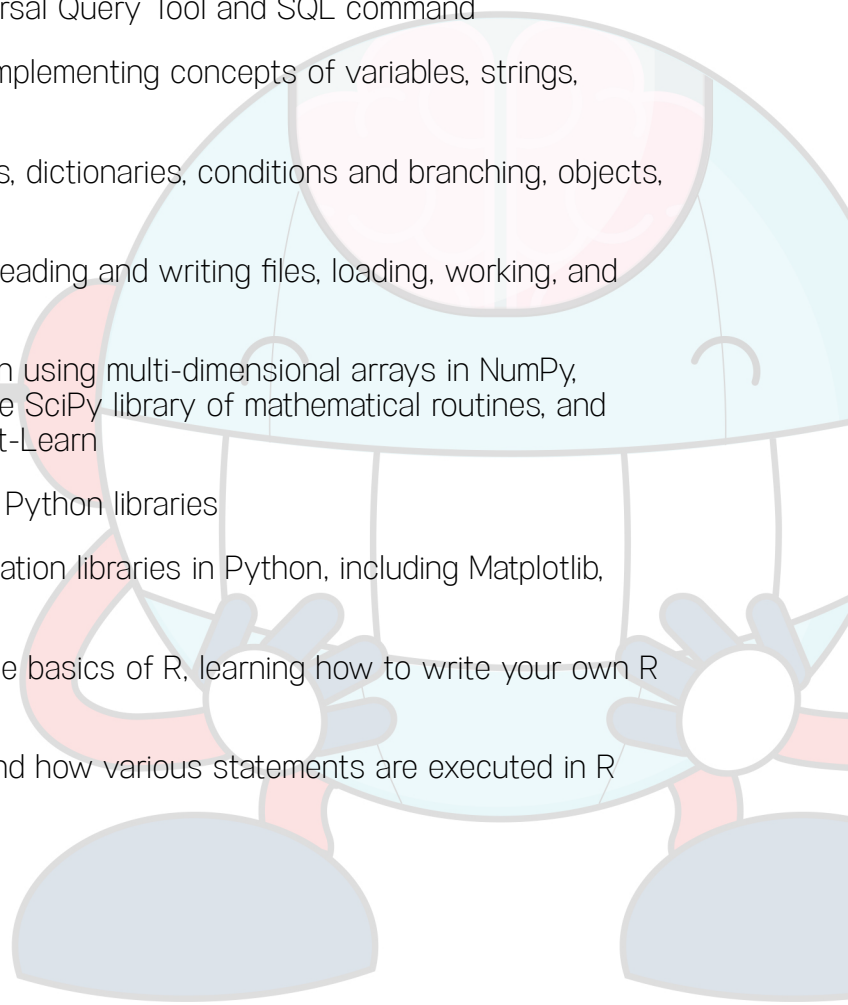 rsal Query Tool and SQL command
mplementing concepts of variables, strings,
s, dictionaries, conditions and branching, objects,
eading and writing files, loading, working, and
n using multi-dimensional arrays in NumPy,
e SciPy library of mathematical routines, and
t-Learn
Python libraries
ation libraries in Python, including Matplotlib,
e basics of R, learning how to write your own R
nd how various statements are executed in R